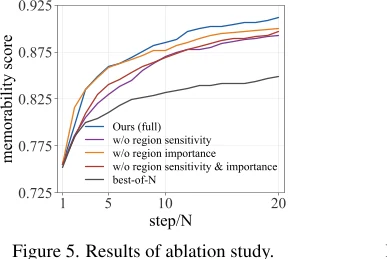 0.925
0.875
0.825
0.775
0.725
memorability score
Ours (full)
w/o region sensitivity
w/o region importance
w/o region sensitivity & importance
best-of-N
1 5 10 20
step/N
Figure 5. Results of ablation study.